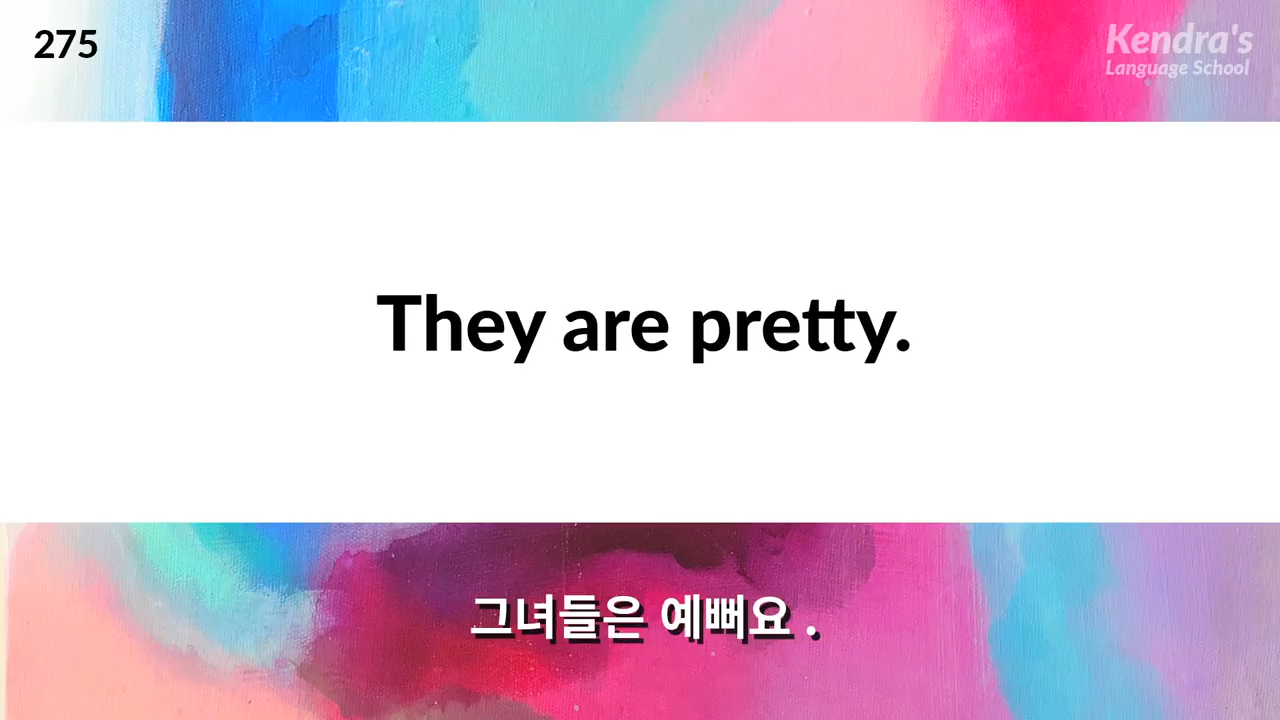 275
Kendra's
Language School
They are pretty.
그녀들은 예뻐요 .